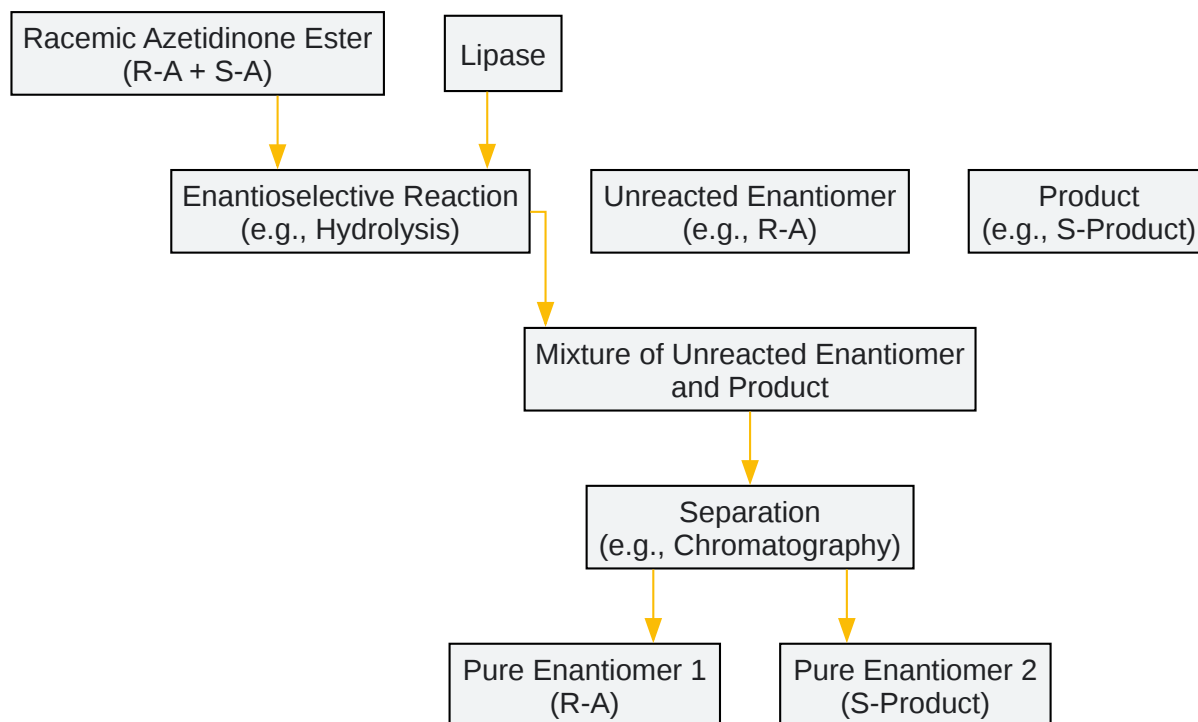 Racemic Azetidinone Ester
(R-A + S-A)
Lipase
Enantioselective Reaction
(e.g., Hydrolysis)
Unreacted Enantiomer
(e.g., R-A)
Product
(e.g., S-Product)
Mixture of Unreacted Enantiomer
and Product
Separation
(e.g., Chromatography)
Pure Enantiomer 1
(R-A)
Pure Enantiomer 2
(S-Product)